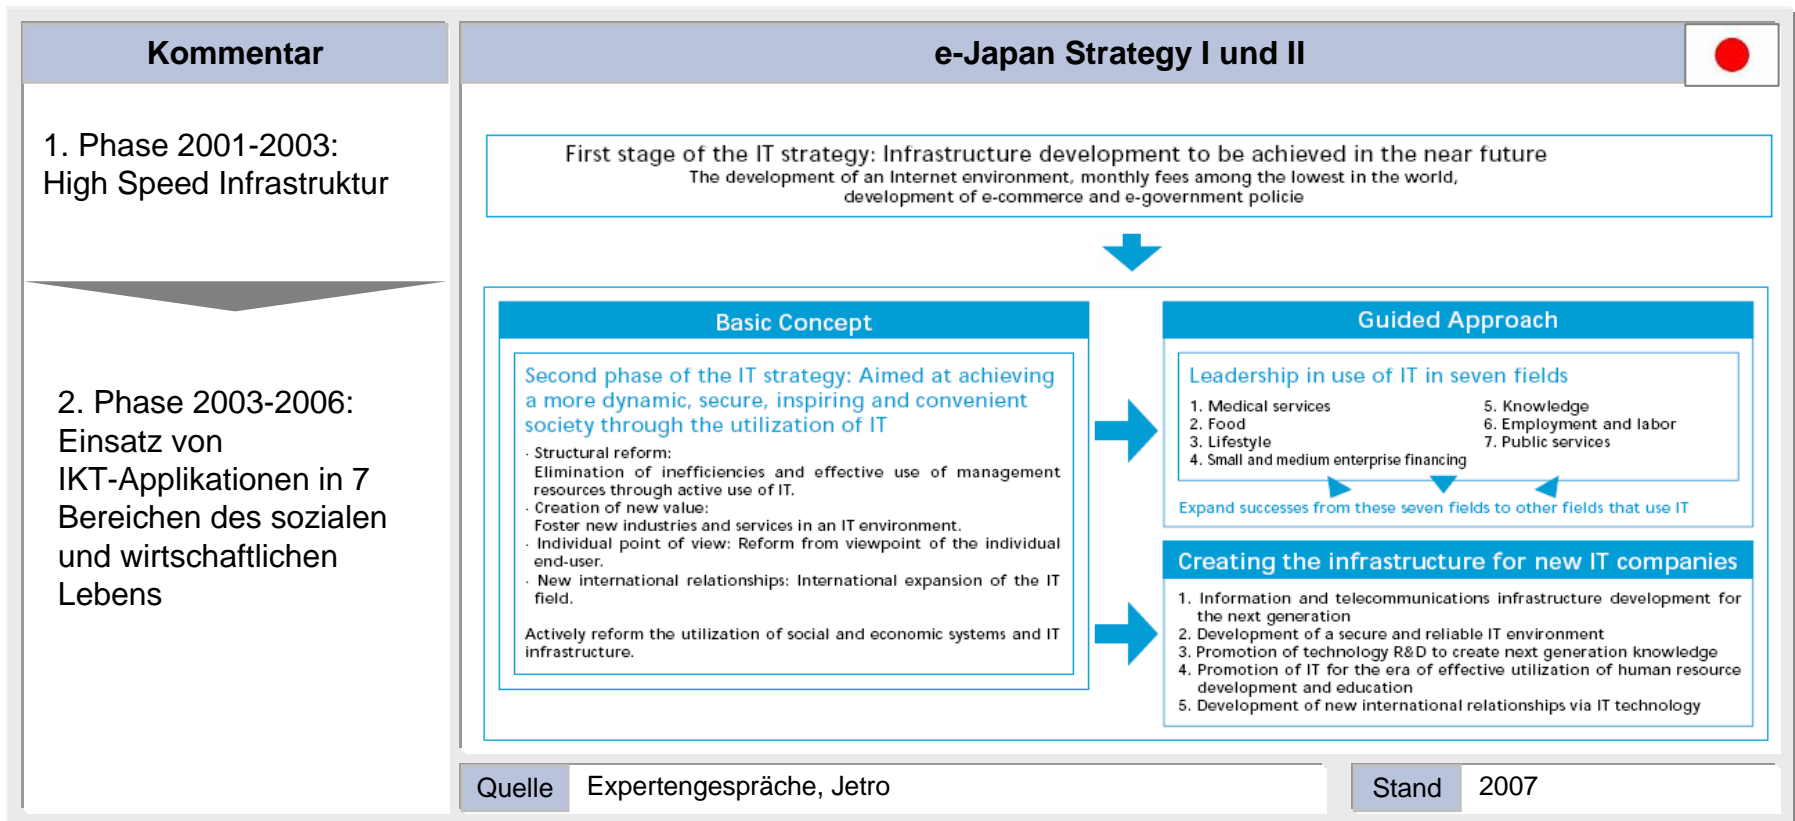 Kommentar
1. Phase 2001-2003:
High Speed Infrastruktur
2. Phase 2003-2006:
Einsatz von
IKT-Applikationen in 7
Bereichen des sozialen
und wirtschaftlichen
Lebens
e-Japan Strategy I und II
First stage of the IT strategy: Infrastructure development to be achieved in the near future
The development of an Internet environment, monthly fees among the lowest in the world,
development of e-commerce and e-government policie
Basic Concept
Second phase of the IT strategy: Aimed at achieving
a more dynamic, secure, inspiring and convenient
society through the utilization of IT
· Structural reform:
Elimination of inefficiencies and effective use of management
resources through active use of IT.
· Creation of new value:
Foster new industries and services in an IT environment.
· Individual point of view: Reform from viewpoint of the individual
end-user.
· New international relationships: International expansion of the IT
field.
Actively reform the utilization of social and economic systems and IT
infrastructure.
Guided Approach
Leadership in use of IT in seven fields
1. Medical services
2. Food
3. Lifestyle
4. Small and medium enterprise financing
5. Knowledge
6. Employment and labor
7. Public services
Expand successes from these seven fields to other fields that use IT
Creating the infrastructure for new IT companies
1. Information and telecommunications infrastructure development for
the next generation
2. Development of a secure and reliable IT environment
3. Promotion of technology R&D to create next generation knowledge
4. Promotion of IT for the era of effective utilization of human resource
development and education
5. Development of new international relationships via IT technology
Quelle
Expertengespräche, Jetro
Stand
2007